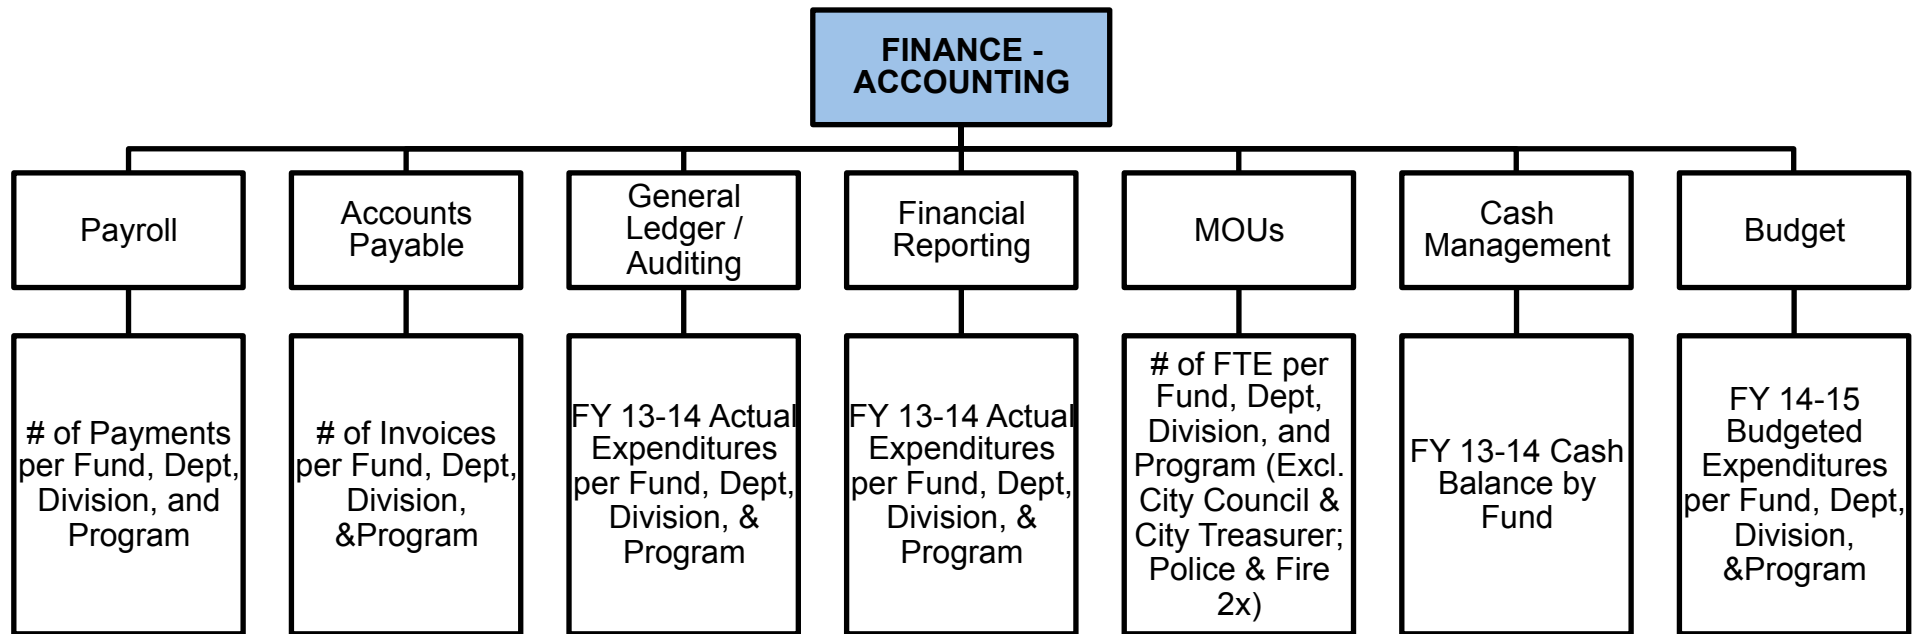 FINANCE -
ACCOUNTING
Payroll
Accounts
Payable
General
Ledger /
Auditing
Financial
Reporting
MOUs
Cash
Management
Budget
# of Payments
per Fund, Dept,
Division, and
Program
# of Invoices
per Fund, Dept,
Division,
&Program
FY 13-14 Actual
Expenditures
per Fund, Dept,
Division, &
Program
FY 13-14 Actual
Expenditures
per Fund, Dept,
Division, &
Program
# of FTE per
Fund, Dept,
Division, and
Program (Excl.
City Council &
City Treasurer;
Police & Fire
2x)
FY 13-14 Cash
Balance by
Fund
FY 14-15
Budgeted
Expenditures
per Fund, Dept,
Division,
&Program